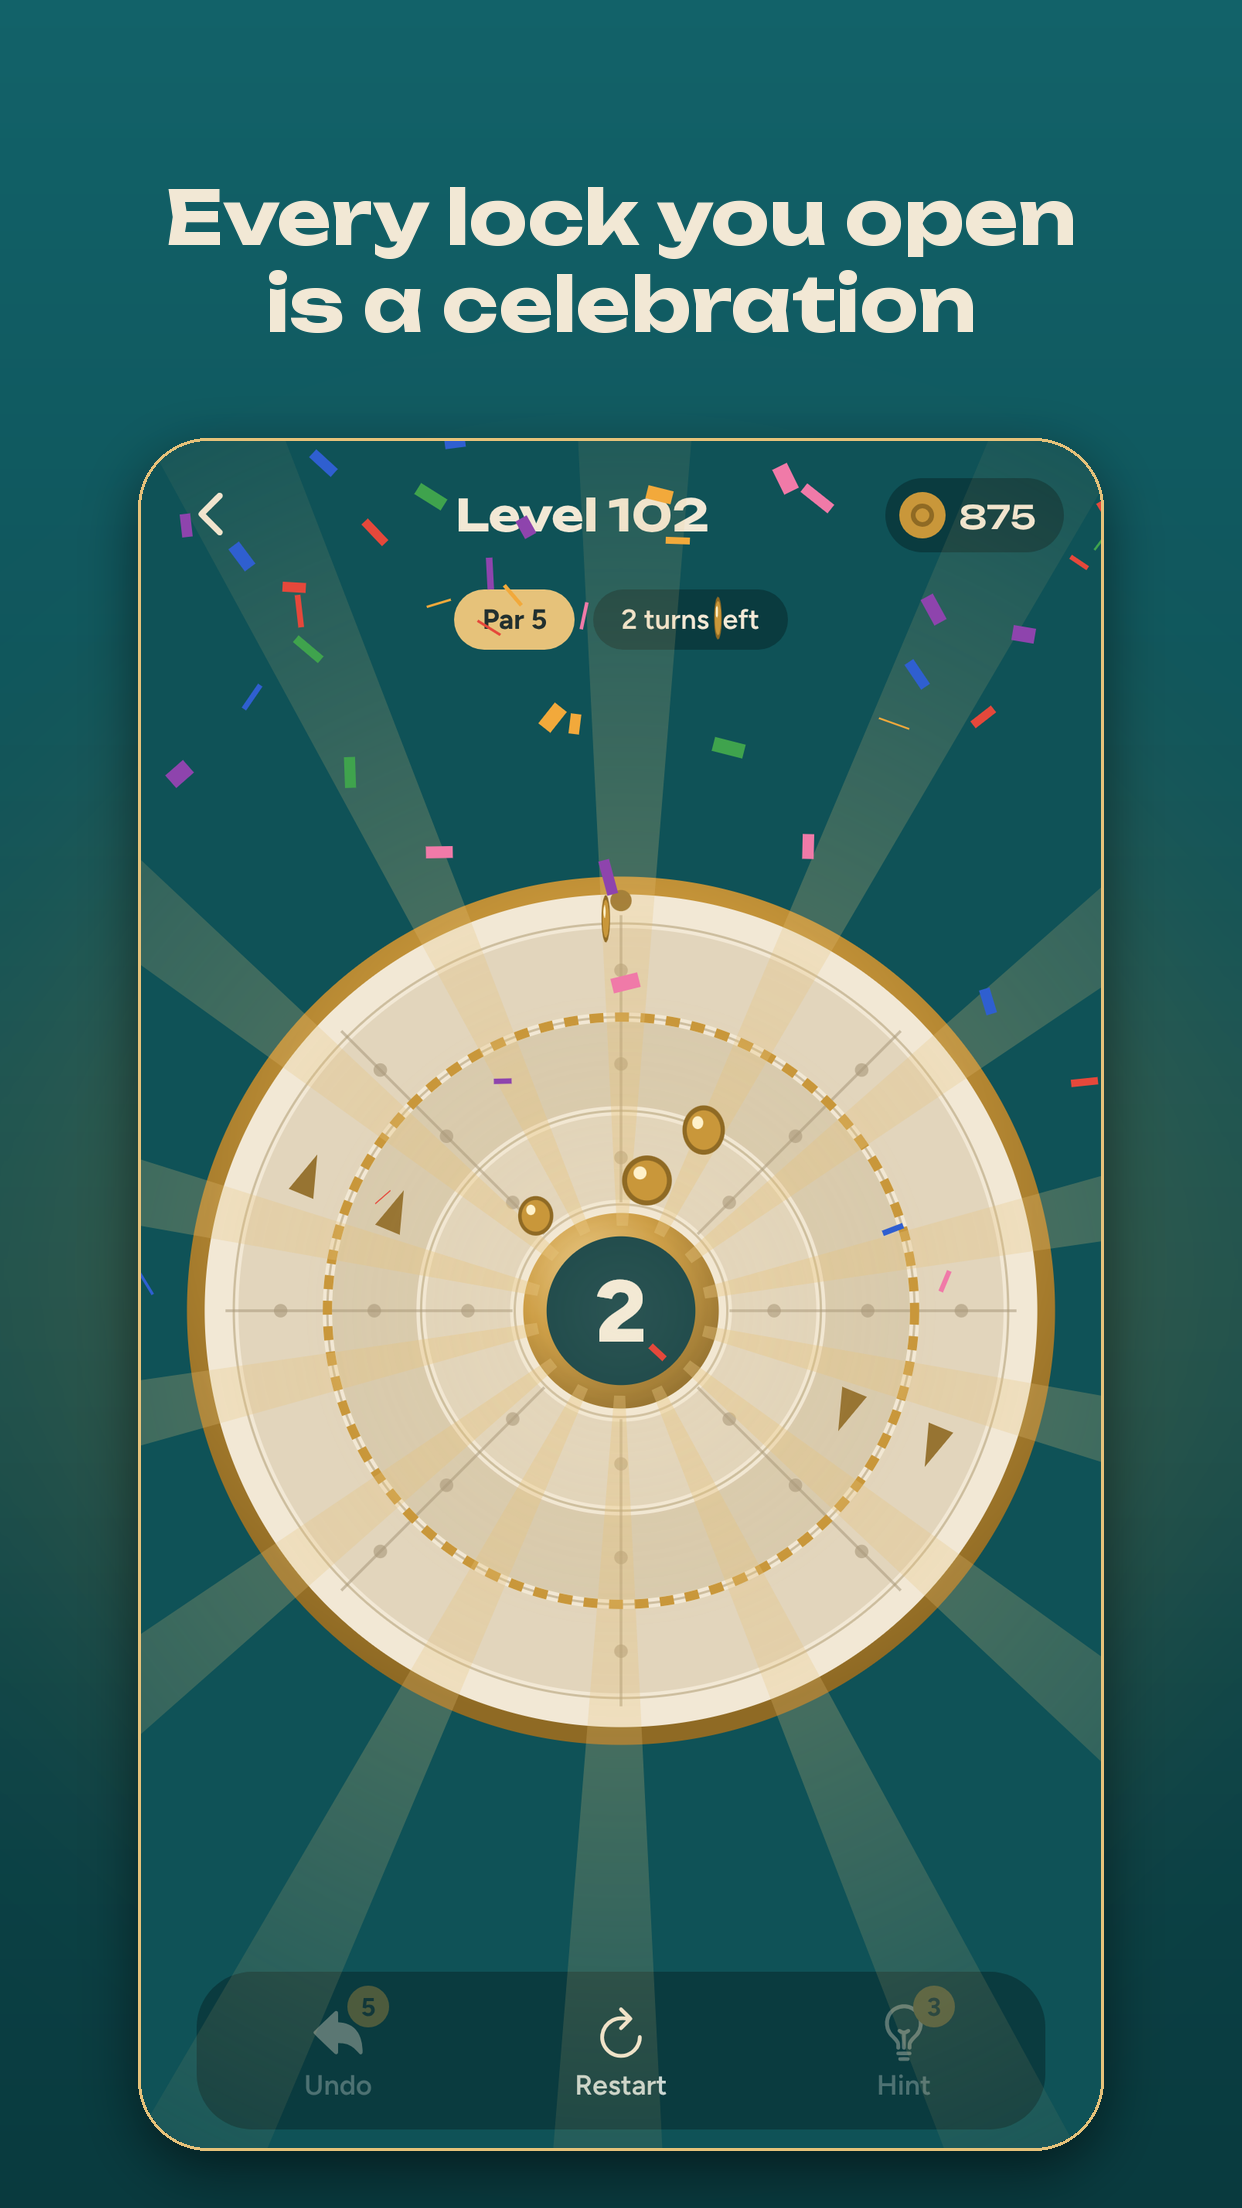 Every lock you open
is a celebration
Level 102
875
Par 5
2 turns left
2
5
3
Undo
Restart
Hint